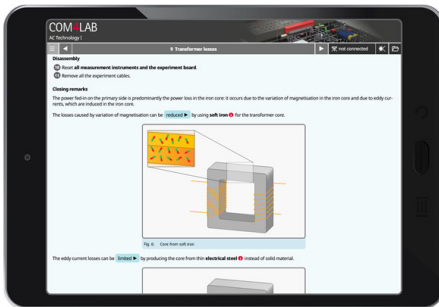 COM4LAB
AC Technology I
9 Transformer losses
not connected
Disassembly
Reset all measurement instruments and the experiment board.
Remove all the experiment cables.
Closing remarks
The power fed-in on the primary side is predominantly the power loss in the iron core: it occurs due to the variation of magnetisation in the iron core and due to eddy cur-
rents, which are induced in the iron core.
The losses caused by variation of magnetisation can be reduced by using soft iron for the transformer core.
Fig. 6: Core from soft iron
The eddy current losses can be limited by producing the core from thin electrical steel instead of solid material.